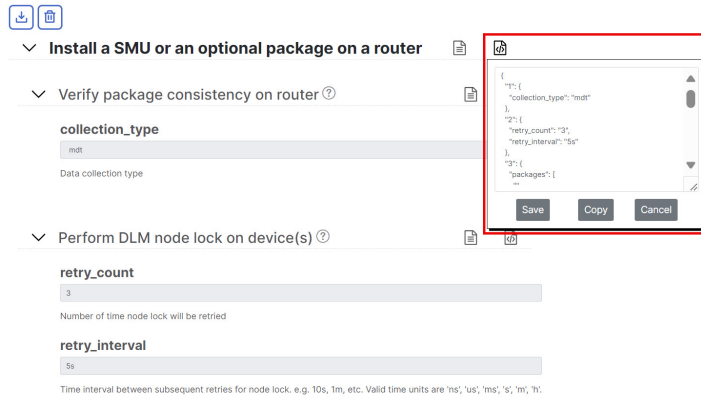 Install a SMU or an optional package on a router
{
"1": {
"collection_type": "mdt"
},
"2": {
"retry_count": "3",
"retry_interval": "5s"
},
"3": {
"packages": [
""
Save Copy Cancel
Verify package consistency on router ?
collection_type
mdt
Data collection type
Perform DLM node lock on device(s) ?
retry_count
3
Number of time node lock will be retried
retry_interval
5s
Time interval between subsequent retries for node lock. e.g. 10s, 1m, etc. Valid time units are 'ns', 'us', 'ms', 's', 'm', 'h'.